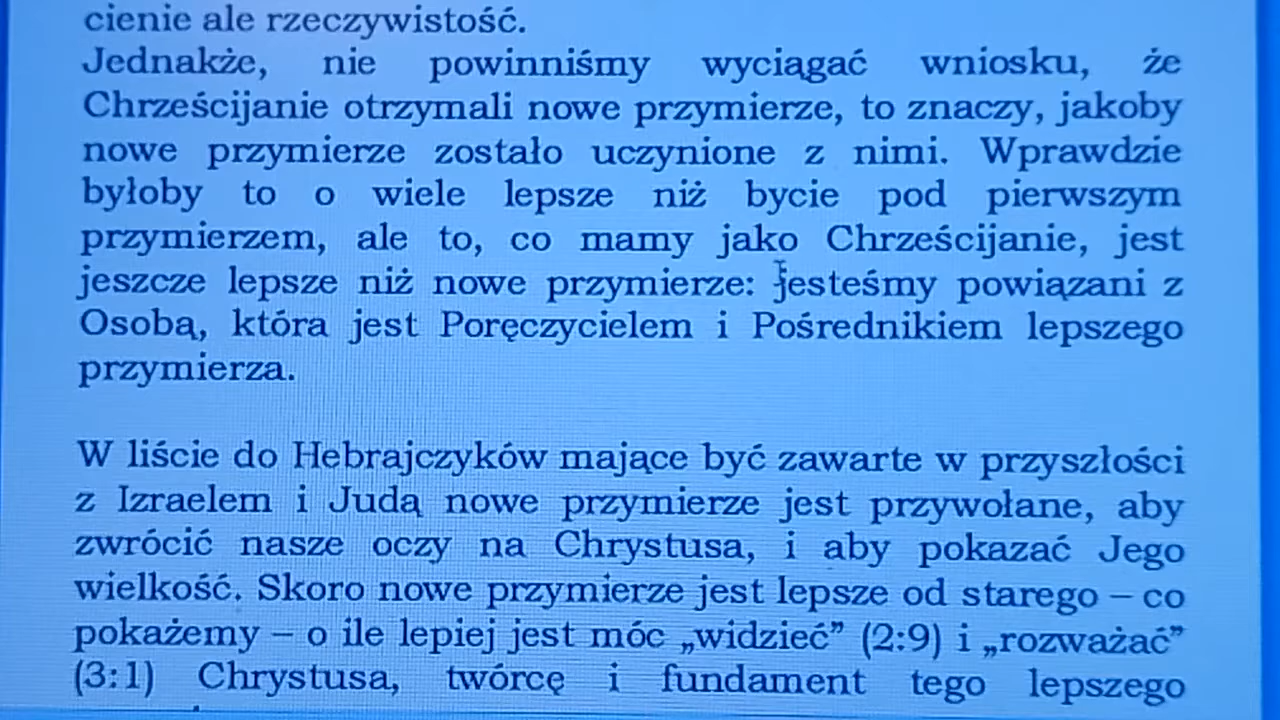 cienie ale rzeczywistość.
Jednakże, nie powinniśmy wyciągać wniosku, że
Chrześcijanie otrzymali nowe przymierze, to znaczy, jakoby
nowe przymierze zostało uczynione z nimi. Wprawdzie
byłoby to o wiele lepsze niż bycie pod pierwszym
przymierzem, ale to, co mamy jako Chrześcijanie, jest
jeszcze lepsze niż nowe przymierze: jesteśmy powiązani z
Osobą, która jest Poręczycielem i Pośrednikiem lepszego
przymierza.
W liście do Hebrajczyków mające być zawarte w przyszłości
z Izraelem i Judą nowe przymierze jest przywołane, aby
zwrócić nasze oczy na Chrystusa, i aby pokazać Jego
wielkość. Skoro nowe przymierze jest lepsze od starego – co
pokażemy – o ile lepiej jest móc „widzieć” (2:9) i „rozważać”
(3:1) Chrystusa, twórcę i fundament tego lepszego